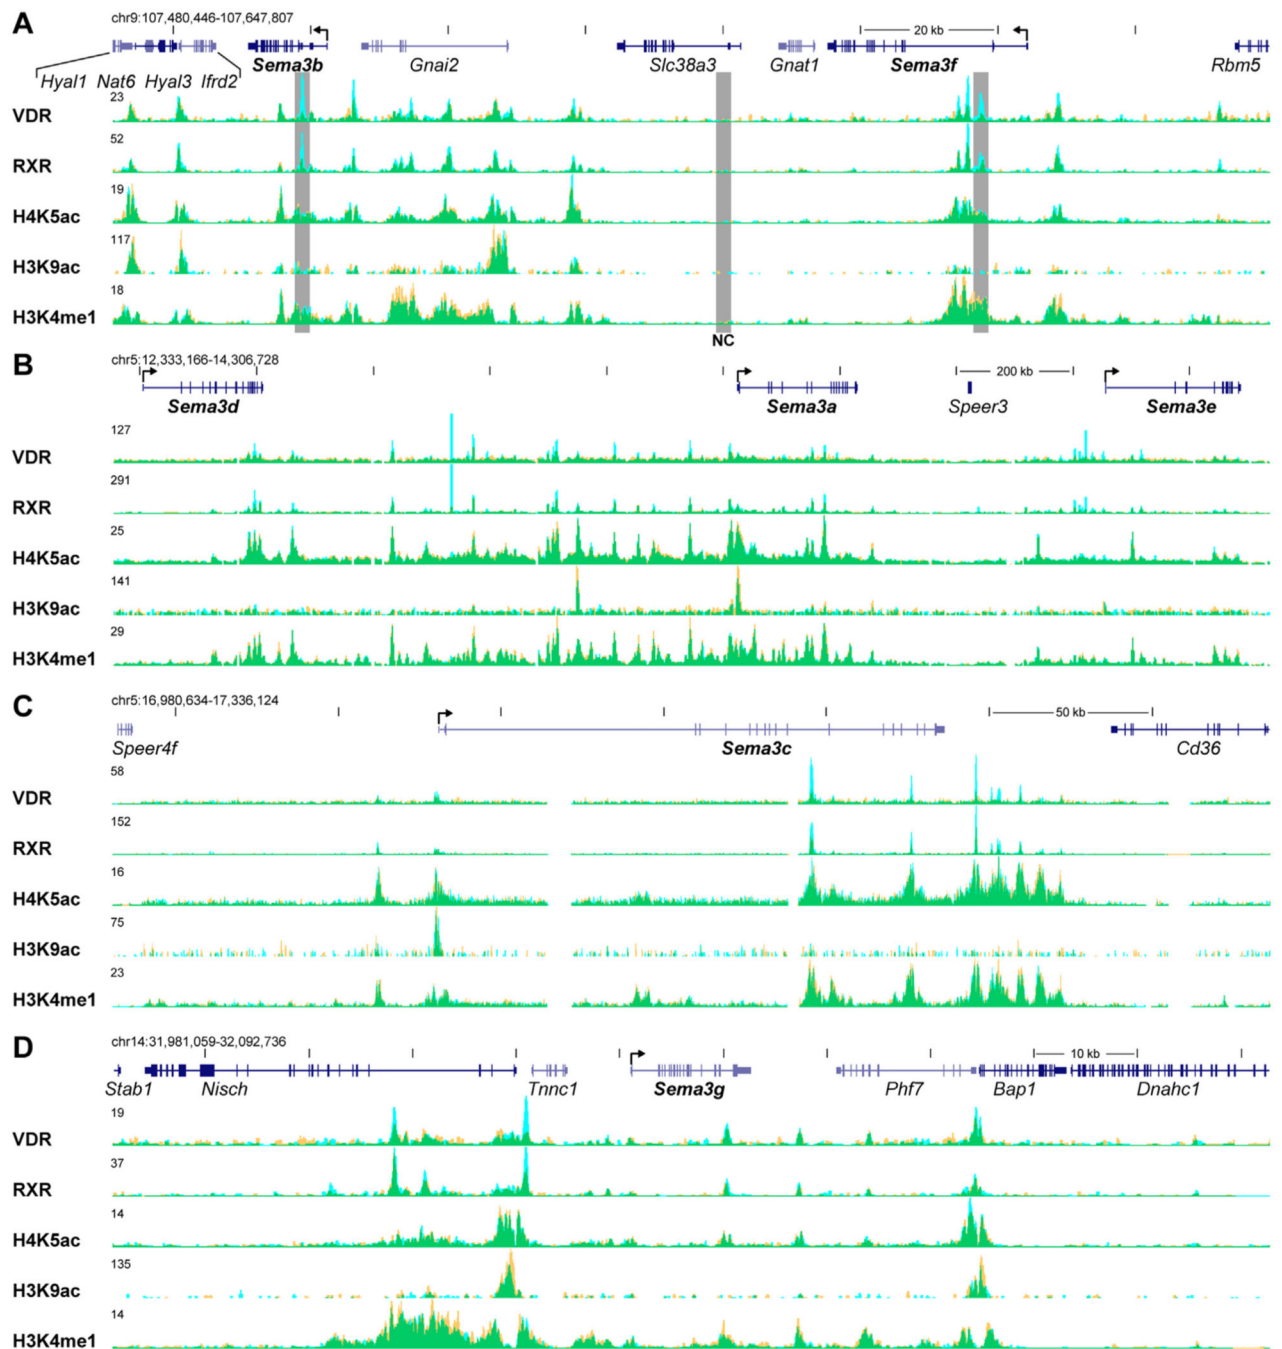 A
chr9:107,480,446-107,647,807
20 kb
Sema3b Gnai2 Slc38a3 Gnat1 Sema3f Rbm5
Hyal1 Nat6 Hyal3 Ifrd2
23
VDR
52
RXR
19
H4K5ac
117
H3K9ac
18
H3K4me1
NC
B
chr5:12,333,166-14,306,728
200 kb
Sema3d Sema3a Speer3 Sema3e
127
VDR
291
RXR
25
H4K5ac
141
H3K9ac
29
H3K4me1
C
chr5:16,980,634-17,336,124
50 kb
Speer4f Sema3c Cd36
58
VDR
152
RXR
16
H4K5ac
75
H3K9ac
23
H3K4me1
D
chr14:31,981,059-32,092,736
10 kb
Stab1 Nisch Tnnc1 Sema3g Phf7 Bap1 Dnahc1
19
VDR
37
RXR
14
H4K5ac
135
H3K9ac
14
H3K4me1